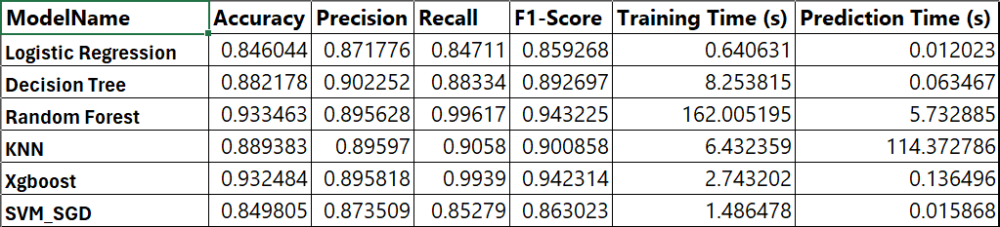 ModelName Accuracy Precision Recall F1-Score Training Time (s) Prediction Time (s)
Logistic Regression 0.846044 0.871776 0.84711 0.859268 0.640631 0.012023
Decision Tree 0.882178 0.902252 0.88334 0.892697 8.253815 0.063467
Random Forest 0.933463 0.895628 0.99617 0.943225 162.005195 5.732885
KNN 0.889383 0.89597 0.9058 0.900858 6.432359 114.372786
Xgboost 0.932484 0.895818 0.9939 0.942314 2.743202 0.136496
SVM_SGD 0.849805 0.873509 0.85279 0.863023 1.486478 0.015868